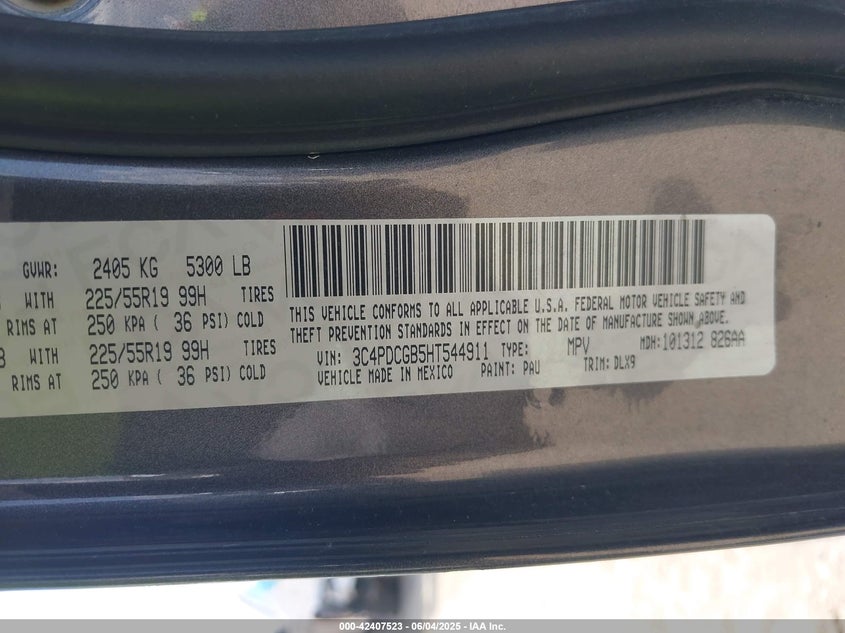 GVWR: 2405 KG 5300 LB
WITH 225/55R19 99H TIRES
RIMS AT 250 KPA ( 36 PSI) COLD
WITH 225/55R19 99H TIRES
RIMS AT 250 KPA ( 36 PSI) COLD
THIS VEHICLE CONFORMS TO ALL APPLICABLE U.S.A. FEDERAL MOTOR VEHICLE SAFETY AND
THEFT PREVENTION STANDARDS IN EFFECT ON THE DATE OF MANUFACTURE SHOWN ABOVE.
VIN: 3C4PDCGB5HT544911 TYPE: MPV MDH: 101312 826AA
VEHICLE MADE IN MEXICO PAINT: PAU TRIM: DLX9
000-42407523 - 06/04/2025 - IAA Inc.